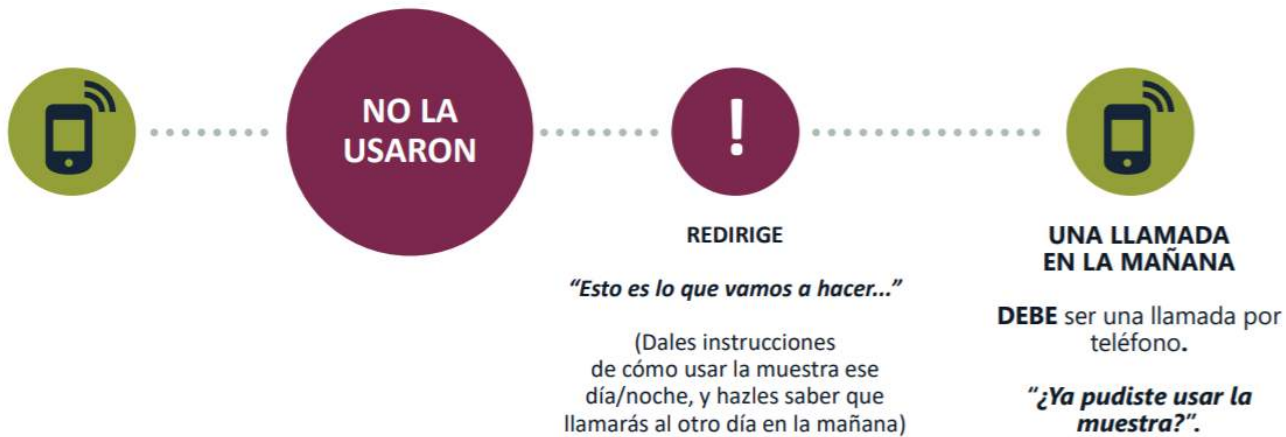 NO LA
USARON
!
REDIRIGE
“Esto es lo que vamos a hacer...”
(Dales instrucciones
de cómo usar la muestra ese
día/noche, y hazles saber que
llamarás al otro día en la mañana)
UNA LLAMADA
EN LA MAÑANA
DEBE ser una llamada por
teléfono.
“¿Ya pudiste usar la
muestra?”.